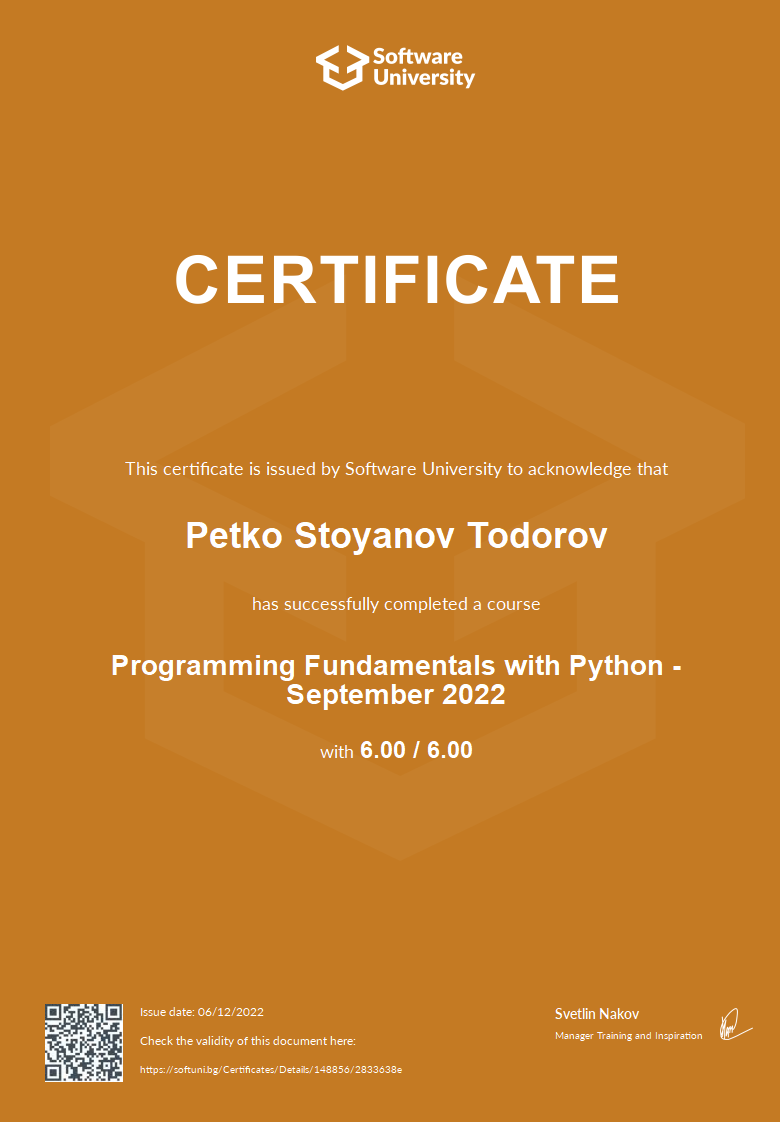 Software
University
CERTIFICATE
This certificate is issued by Software University to acknowledge that
Petko Stoyanov Todorov
has successfully completed a course
Programming Fundamentals with Python -
September 2022
with 6.00 / 6.00
Issue date: 06/12/2022
Check the validity of this document here:
https://softuni.bg/Certificates/Details/148856/2833638e
Svetlin Nakov
Manager Training and Inspiration